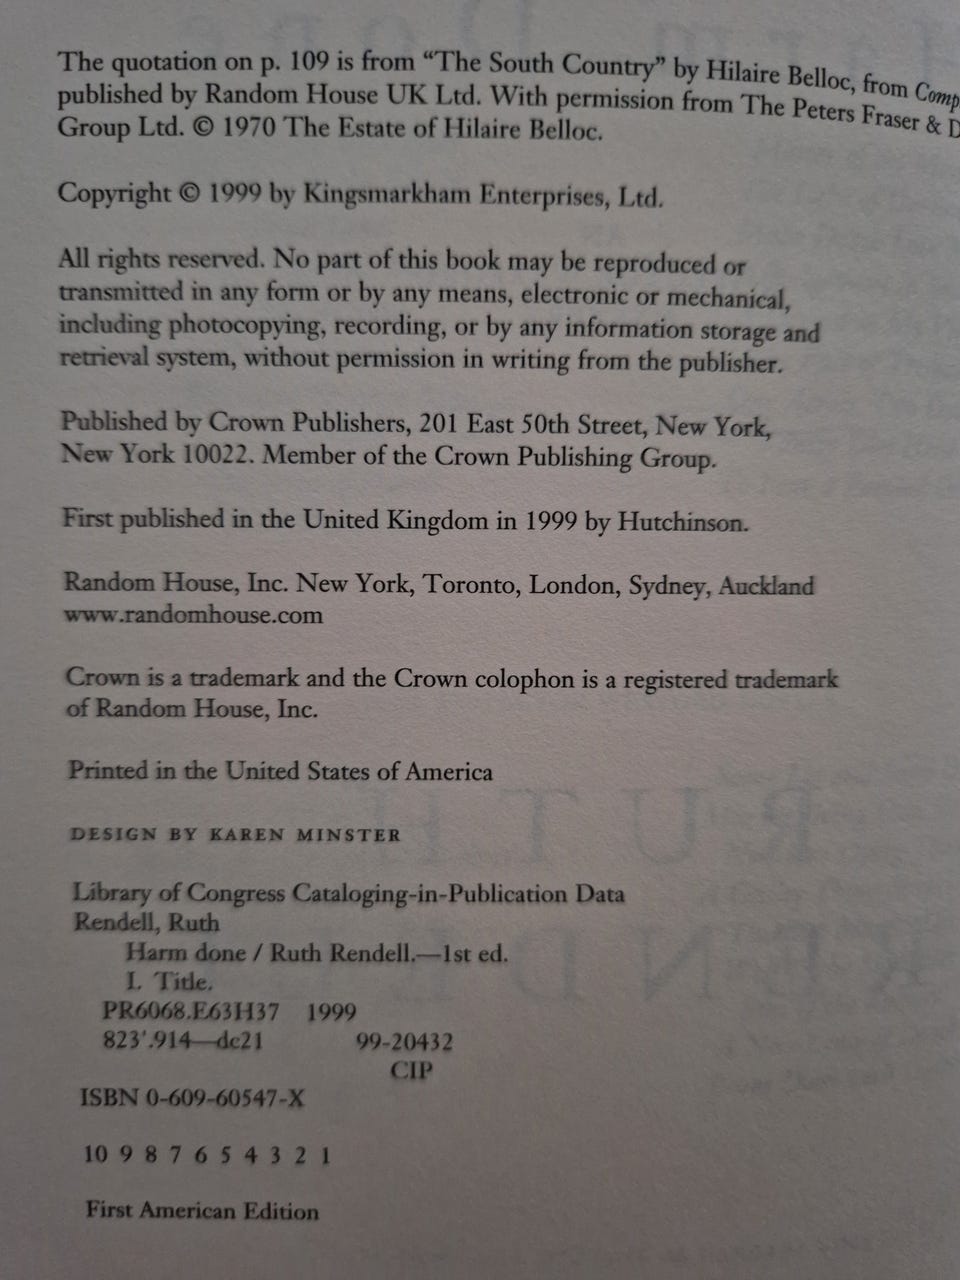 The quotation on p. 109 is from “The South Country” by Hilaire Belloc, from Comp
published by Random House UK Ltd. With permission from The Peters Fraser & D
Group Ltd. © 1970 The Estate of Hilaire Belloc.
Copyright © 1999 by Kingsmarkham Enterprises, Ltd.
All rights reserved. No part of this book may be reproduced or
transmitted in any form or by any means, electronic or mechanical,
including photocopying, recording, or by any information storage and
retrieval system, without permission in writing from the publisher.
Published by Crown Publishers, 201 East 50th Street, New York,
New York 10022. Member of the Crown Publishing Group.
First published in the United Kingdom in 1999 by Hutchinson.
Random House, Inc. New York, Toronto, London, Sydney, Auckland
www.randomhouse.com
Crown is a trademark and the Crown colophon is a registered trademark
of Random House, Inc.
Printed in the United States of America
DESIGN BY KAREN MINSTER
Library of Congress Cataloging-in-Publication Data
Rendell, Ruth
Harm done / Ruth Rendell.—1st ed.
I. Title.
PR6068.E63H37 1999
823'.914—dc21 99-20432
CIP
ISBN 0-609-60547-X
10 9 8 7 6 5 4 3 2 1
First American Edition